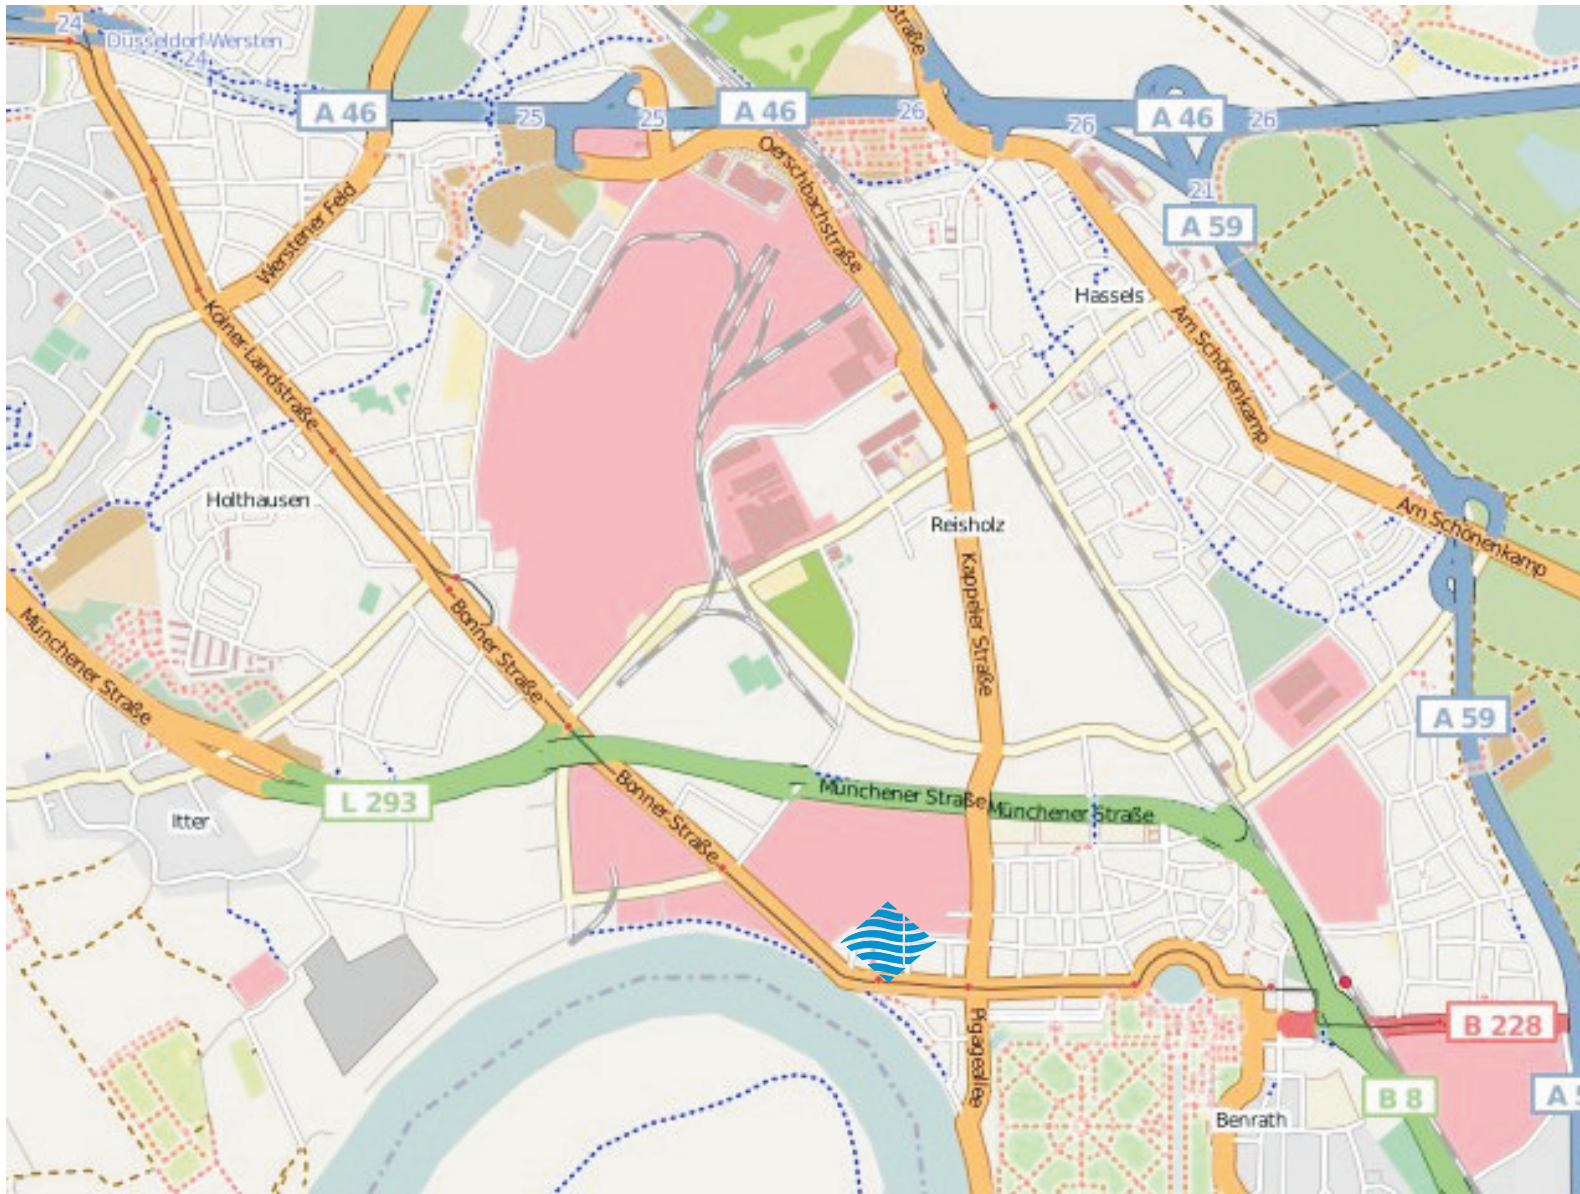 24
Düsseldorf-Wersten
24
Straße
A 46
25
25
A 46
26
26
A 46
26
Oerschbachstraße
21
A 59
Werstener Feld
Hassels
Kölner-Landstraße
Am Schönenkamp
Holthausen
Reisholz
Am Schönenkamp
Kappeler Straße
Bonner Straße
Münchener Straße
A 59
L 293
Bonner-Straße
Münchener Straße
Münchener Straße
Itter
B 228
Pigageallee
B 8
A 5
Benrath